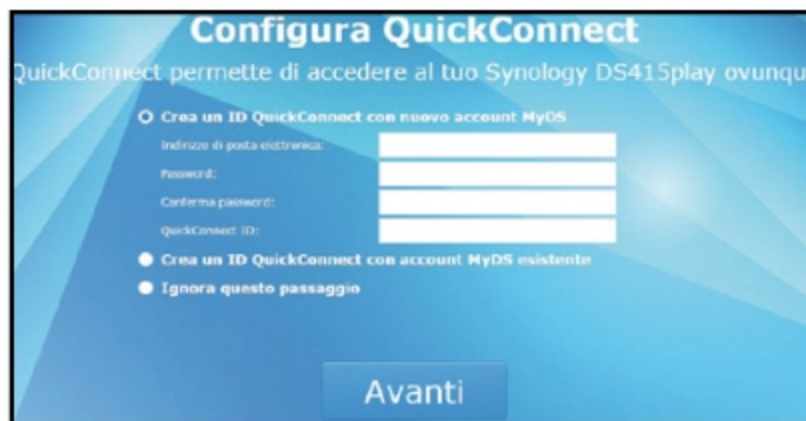 Configura QuickConnect
QuickConnect permette di accedere al tuo Synology DS415play ovunqu
Crea un ID QuickConnect con nuovo account MyDS
Indirizzo di posta elettronica:
Password:
Conferma password:
QuickConnect ID:
Crea un ID QuickConnect con account MyDS esistente
Ignora questo passaggio
Avanti